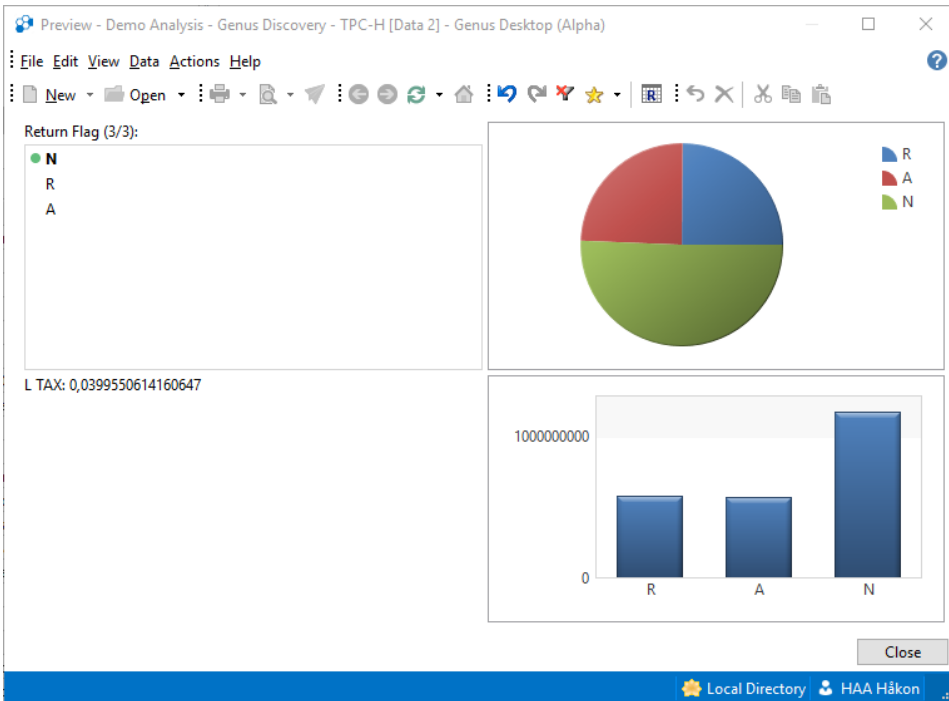 Preview - Demo Analysis - Genus Discovery - TPC-H [Data 2] - Genus Desktop (Alpha)
File Edit View Data Actions Help
?
New Open R
Return Flag (3/3):
N
R
A
R
A
N
L TAX: 0,0399550614160647
1000000000
0
R A N
Close
Local Directory HAA Håkon